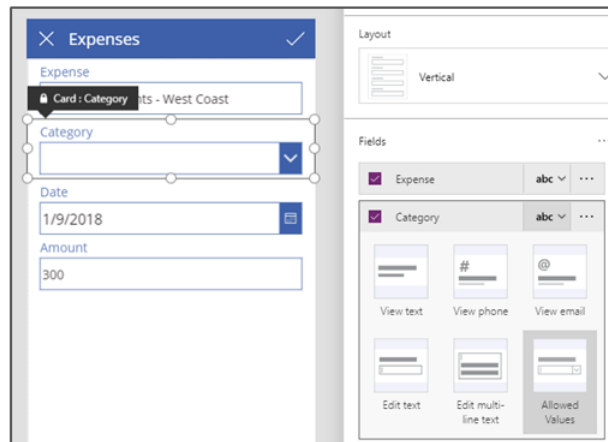 Expenses
Expense
Card : Category
nts - West Coast
Category
Date
1/9/2018
Amount
300
Layout
Vertical
Fields
...
Expense
abc
...
Category
abc
...
View text
#
View phone
@
View email
Edit text
Edit multi-
line text
Allowed
Values